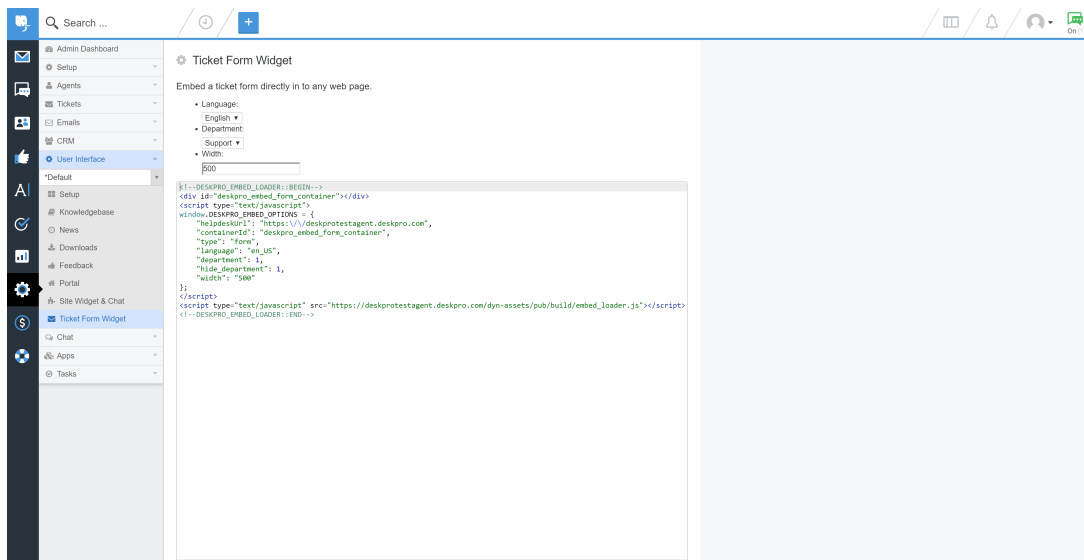 Search ...
+
On
Admin Dashboard
Setup
Agents
Tickets
Emails
CRM
User Interface
*Default
Setup
Knowledgebase
News
Downloads
Feedback
Portal
Site Widget & Chat
Ticket Form Widget
Chat
Apps
Tasks
AI
Ticket Form Widget
Embed a ticket form directly in to any web page.
• Language:
English
• Department:
Support
• Width:
500
<!--DESKPRO_EMBED_LOADER::BEGIN-->
<div id="deskpro_embed_form_container"></div>
<script type="text/javascript">
window.DESKPRO_EMBED_OPTIONS = {
"helpdeskUrl": "https:\/\/deskprotestagent.deskpro.com",
"containerId": "deskpro_embed_form_container",
"type": "form",
"language": "en_US",
"department": 1,
"hide_department": 1,
"width": "500"
};
</script>
<script type="text/javascript" src="https://deskprotestagent.deskpro.com/dyn-assets/pub/build/embed_loader.js"></script>
<!--DESKPRO_EMBED_LOADER::END-->